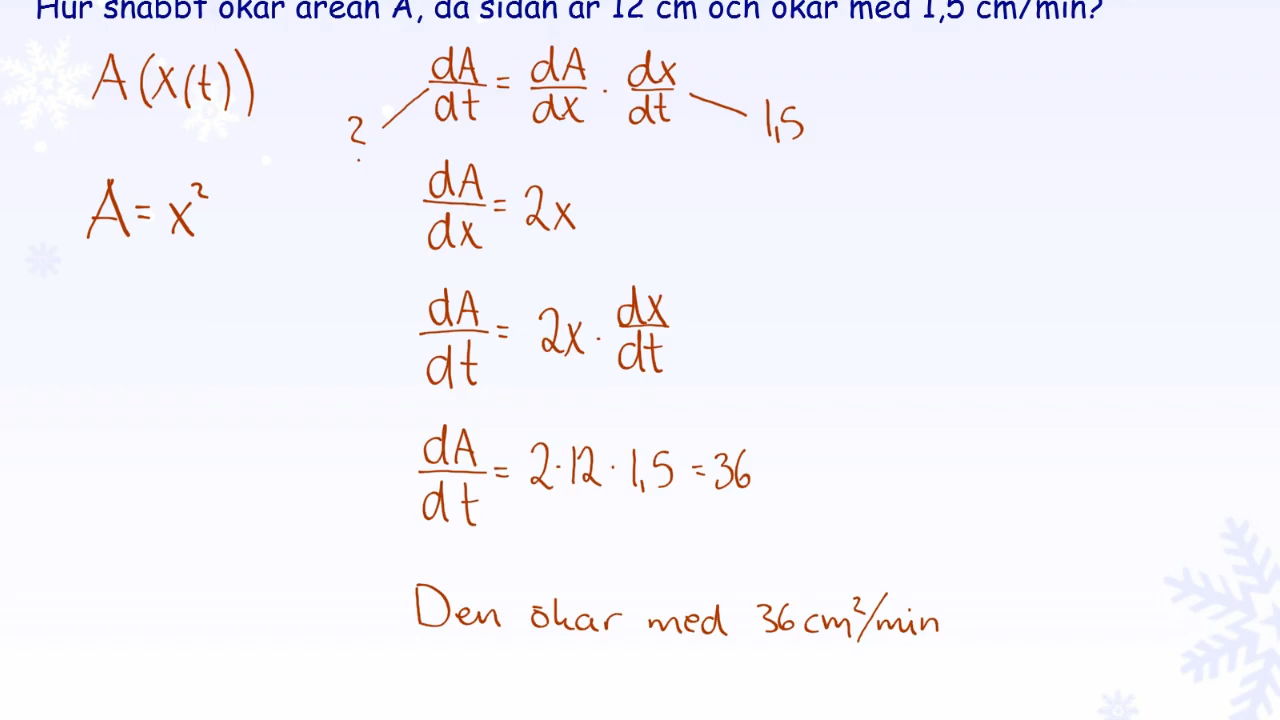 Hur snabbt ökar arean A, då sidan är 12 cm och ökar med 1,5 cm/min?
A(x(t))
dA/dt = dA/dx · dx/dt
?
1,5
A = x²
dA/dx = 2x
dA/dt = 2x · dx/dt
dA/dt = 2·12 · 1,5 = 36
Den ökar med 36 cm²/min